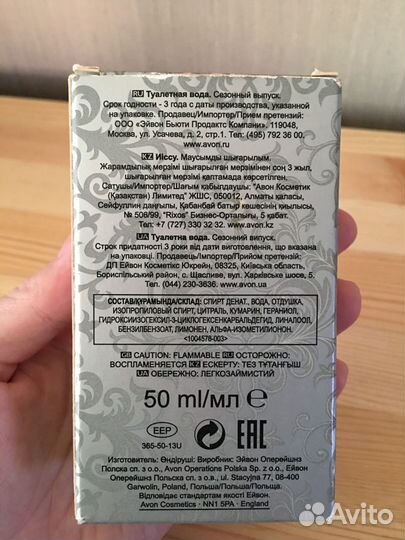 RU Туалетная вода. Сезонный выпуск.
Срок годности - 3 года с даты производства, указанной
на упаковке. Продавец/Импортер/Прием претензий:
ООО «Эйвон Бьюти Продактс Компани». 119048,
Москва, ул. Усачева, д. 2, стр.1. Тел: (495) 792 36 00.
www.avon.ru
KZ Иіссу. Маусымды шығарылым.
Жарамдылық мерзімі шығарылған мерзімінен соң 3 жыл,
шығарылған мерзімі қаптамада көрсетілген.
Сатушы/Импортер/Шағым қабылдаушы: "Авон Косметик
(Қазақстан) Лимитед" ЖШС, 050012, Алматы қаласы,
Сейфуллин даңғылы, Қабанбай батыр көшесінің қиылысы,
№ 506/99, "Rixos" Бизнес-Орталығы, 5 қабат.
Тел: +7 (727) 330 32 32. www.avon.kz
UA Туалетна вода. Сезонний випуск.
Строк придатності 3 роки від дати виготовлення, що вказана
на упаковці. Продавець/Імпортер/Прийом претензій:
ДП Ейвон Косметікс Юкрейн, 08325, Київська область,
Бориспільський район, с. Щасливе, вул. Харківське шосе, 5.
Тел. (044) 230-3636. www.avon.ua
СОСТАВ/ҚҰРАМЫНДА/СКЛАД: СПИРТ ДЕНАТ., ВОДА, ОТДУШКА,
ИЗОПРОПИЛОВЫЙ СПИРТ, ЦИТРАЛЬ, КУМАРИН, ГЕРАНИОЛ,
ГИДРОКСИИЗОГЕКСИЛ-3-ЦИКЛОГЕКСЕНКАРБАЛЬДЕГИД, ЛИНАЛООЛ,
БЕНЗИЛБЕНЗОАТ, ЛИМОНЕН, АЛЬФА-ИЗОМЕТИЛИОНОН.
<1004578-003>
GB CAUTION: FLAMMABLE RU ОСТОРОЖНО:
ВОСПЛАМЕНЯЕТСЯ KZ ЕСКЕРТУ: ТЕЗ ТҰТАНҒЫШ
UA ОБЕРЕЖНО: ЛЕГКОЗАЙМИСТИЙ
50 ml/мл e
EEP
365-50-13U
12M
EAC
Изготовитель: Өндіруші: Виробник: Эйвон Оперейшнз
Польска сп. з о.о., Avon Operations Polska Sp. z o.o., Ейвон
Оперейшнз Польска сп. з о.о., ul. Stacyjna 77, 08-400
Garwolin, Poland, Польша/Польша/Польща.
Відповідає стандартам якості Ейвон.
Avon Cosmetics • NN1 5PA • England
Avito